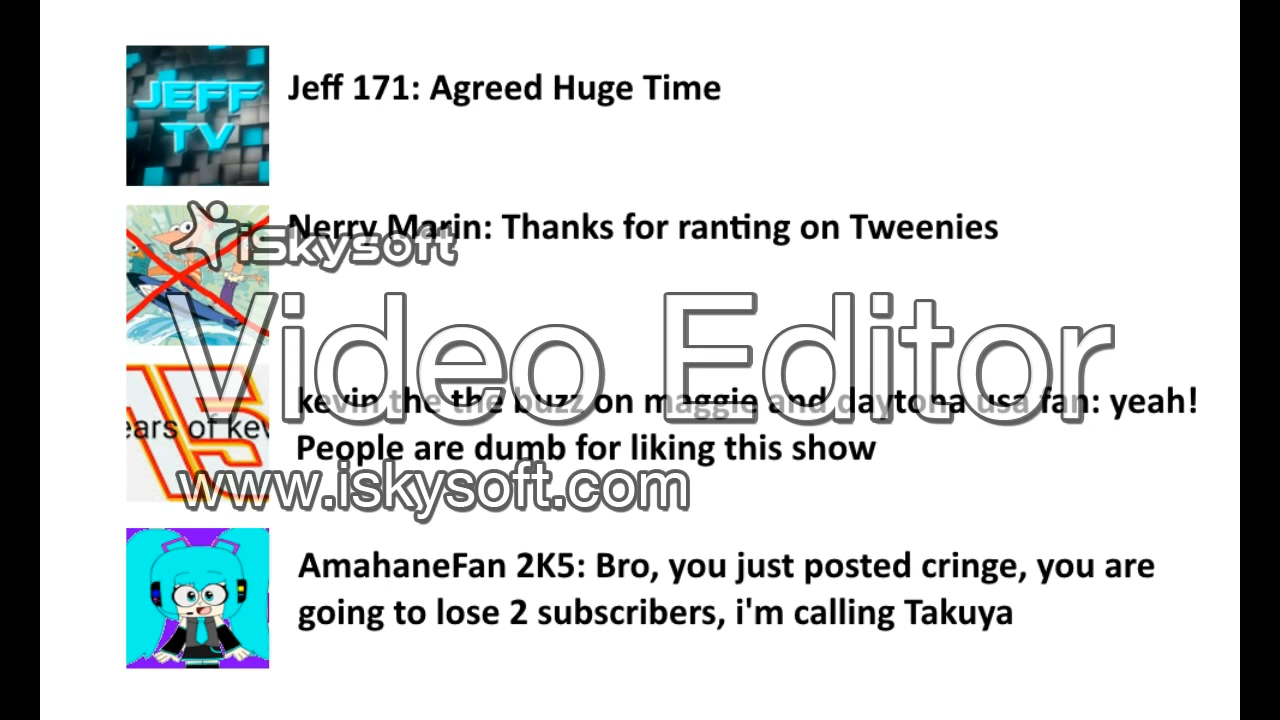 JEFF
TV
Jeff 171: Agreed Huge Time
Nerry Marin: Thanks for ranting on Tweenies
iSkysoft
Video Editor
kevin the the buzz on maggie and daytona usa fan: yeah!
People are dumb for liking this show
15
ears of kev
www.iskysoft.com
AmahaneFan 2K5: Bro, you just posted cringe, you are
going to lose 2 subscribers, i'm calling Takuya